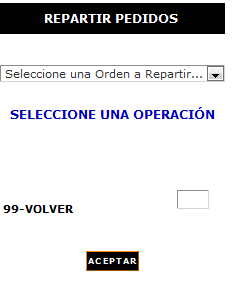 REPARTIR PEDIDOS
Seleccione una Orden a Repartir...
SELECCIONE UNA OPERACIÓN
99-VOLVER
ACEPTAR